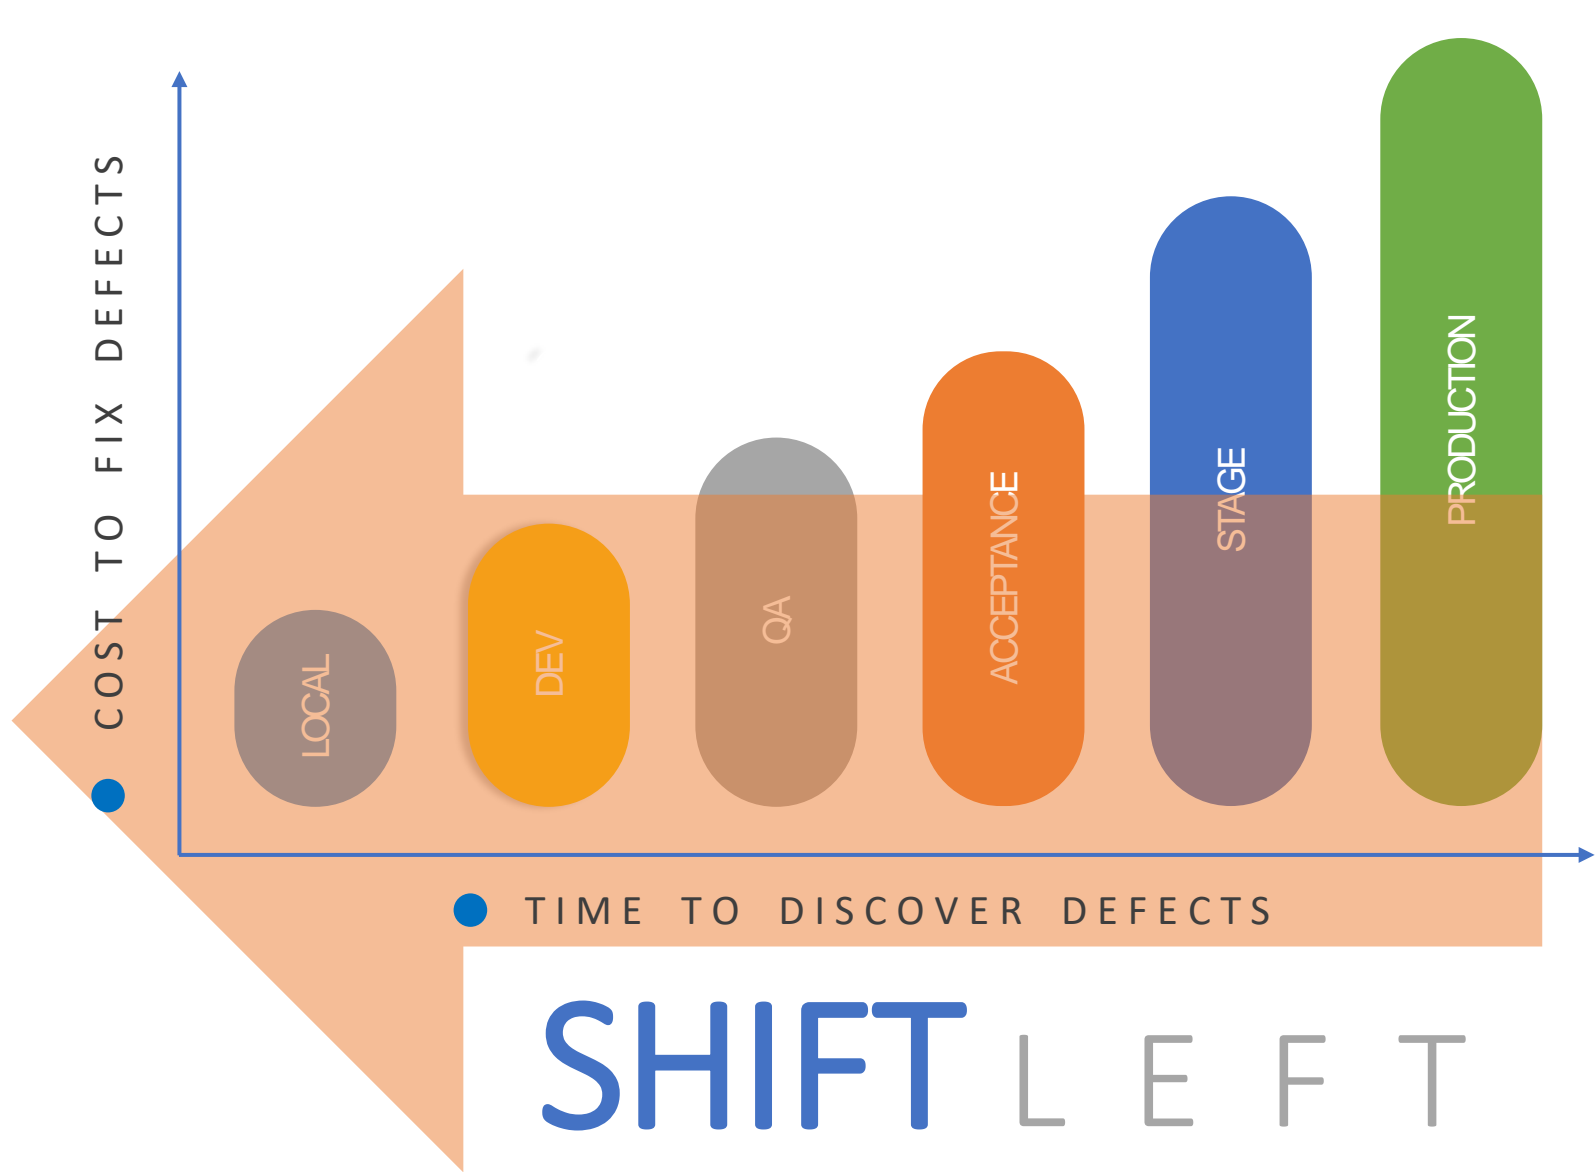 COST TO FIX DEFECTS
LOCAL
DEV
QA
ACCEPTANCE
STAGE
PRODUCTION
TIME TO DISCOVER DEFECTS
SHIFT LEFT